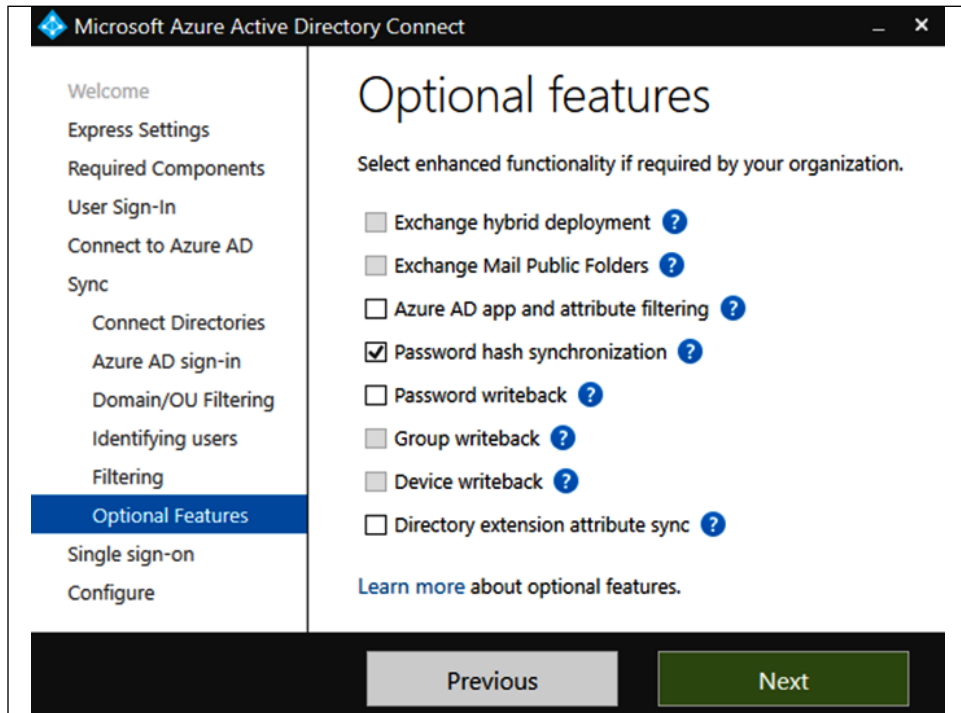 Microsoft Azure Active Directory Connect
Welcome
Express Settings
Required Components
User Sign-In
Connect to Azure AD
Sync
Connect Directories
Azure AD sign-in
Domain/OU Filtering
Identifying users
Filtering
Optional Features
Single sign-on
Configure
Optional features
Select enhanced functionality if required by your organization.
Exchange hybrid deployment ?
Exchange Mail Public Folders ?
Azure AD app and attribute filtering ?
Password hash synchronization ?
Password writeback ?
Group writeback ?
Device writeback ?
Directory extension attribute sync ?
Learn more about optional features.
Previous
Next